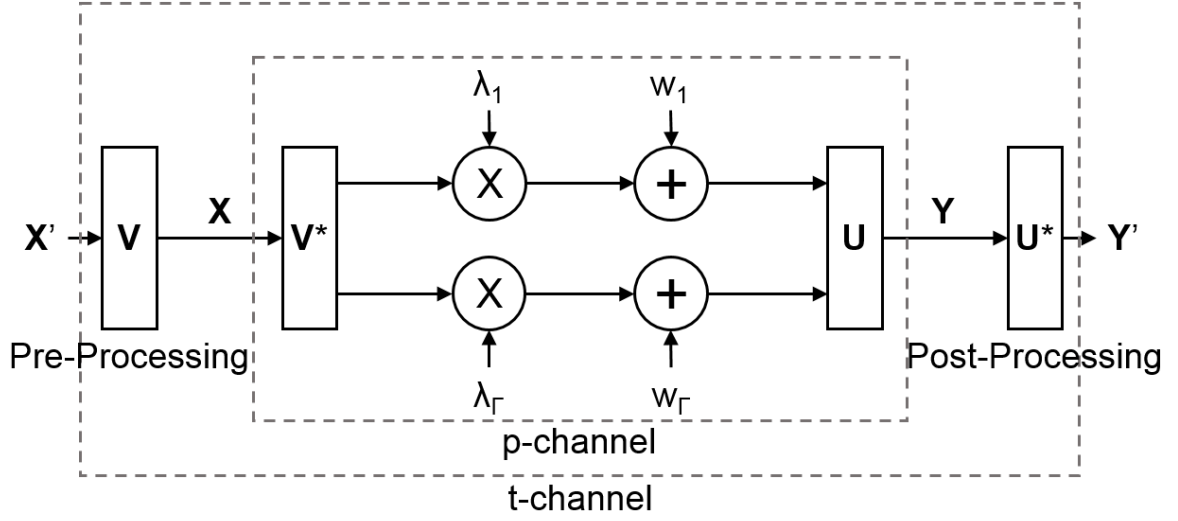 λ1 w1
X X +
X' V V* U Y U* Y'
X +
Pre-Processing Post-Processing
λΓ wΓ
p-channel
t-channel